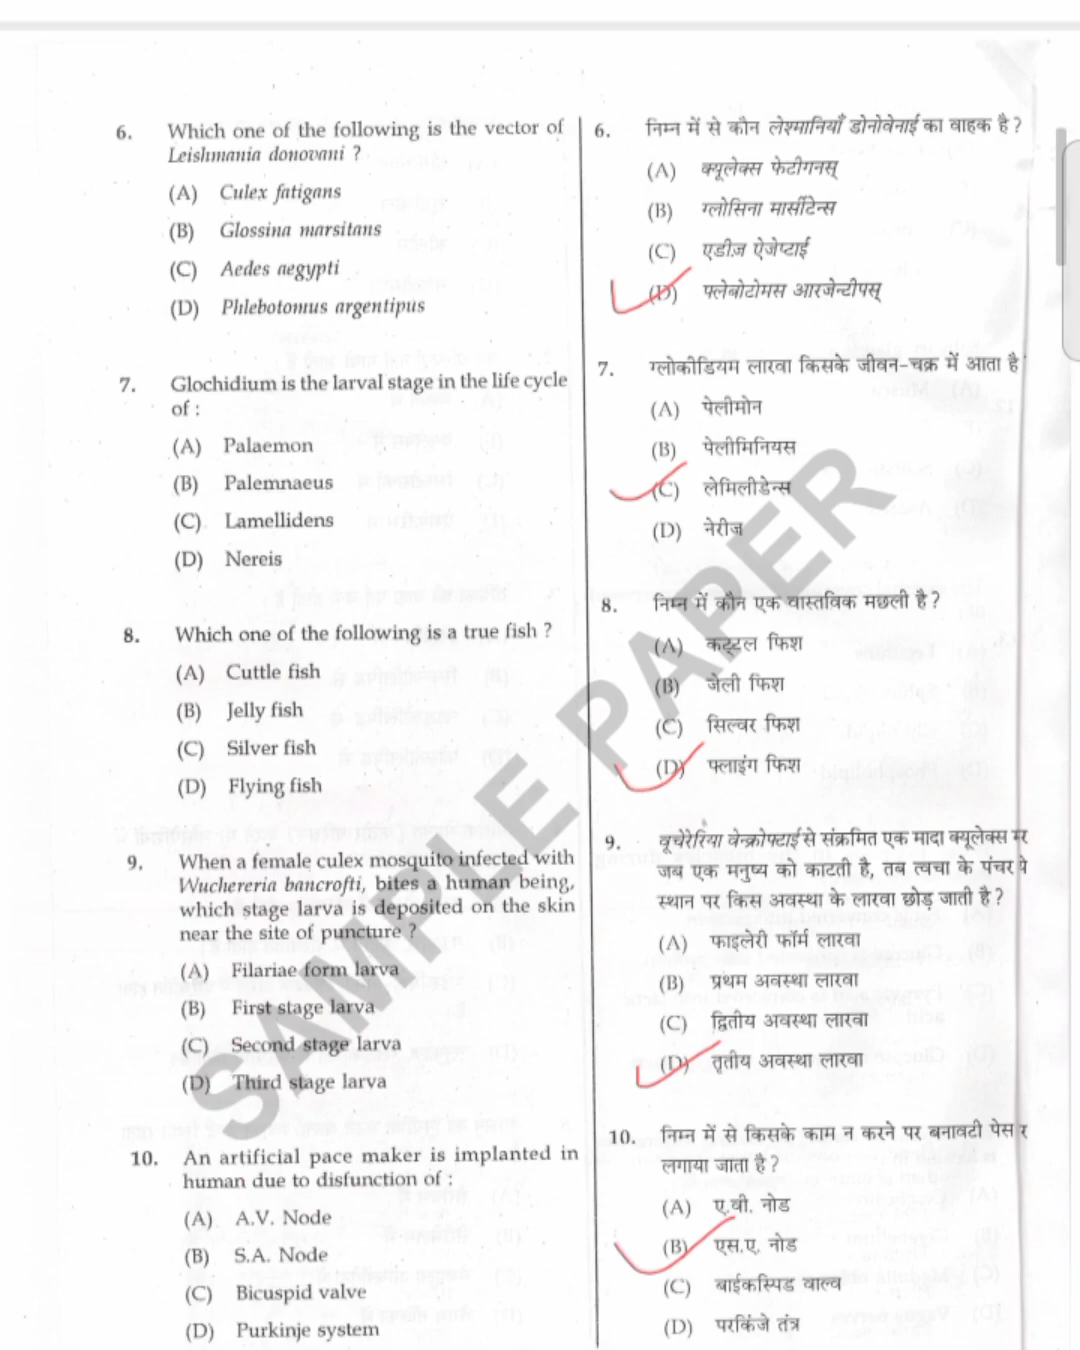 6. Which one of the following is the vector of
Leishmania donovani ?
(A) Culex fatigans
(B) Glossina marsitans
(C) Aedes aegypti
(D) Phlebotomus argentipus
7. Glochidium is the larval stage in the life cycle
of :
(A) Palaemon
(B) Palemnaeus
(C) Lamellidens
(D) Nereis
8. Which one of the following is a true fish ?
(A) Cuttle fish
(B) Jelly fish
(C) Silver fish
(D) Flying fish
9. When a female culex mosquito infected with
Wuchereria bancrofti, bites a human being,
which stage larva is deposited on the skin
near the site of puncture ?
(A) Filariae form larva
(B) First stage larva
(C) Second stage larva
(D) Third stage larva
10. An artificial pace maker is implanted in
human due to disfunction of :
(A) A.V. Node
(B) S.A. Node
(C) Bicuspid valve
(D) Purkinje system
6. निम्न में से कौन लेश्मानियाँ डोनोवेनाई का वाहक है ?
(A) क्यूलेक्स फेटीगनस्
(B) ग्लोसिना मार्सीटेन्स
(C) एडीज़ ऐजेप्टाई
(D) फ्लेबोटोमस आरजेन्टीपस्
7. ग्लोकीडियम लारवा किसके जीवन-चक्र में आता है
(A) पेलीमोन
(B) पेलीमिनियस
(C) लेमिलीडेन्स
(D) नेरीज
8. निम्न में कौन एक वास्तविक मछली है ?
(A) कट्टल फिश
(B) जेली फिश
(C) सिल्वर फिश
(D) फ्लाइंग फिश
9. वूचेरेरिया वेन्क्रोफ्टाई से संक्रमित एक मादा क्यूलेक्स
जब एक मनुष्य को काटती है, तब त्वचा के पंचर
स्थान पर किस अवस्था के लारवा छोड़ जाती है ?
(A) फाइलेरी फॉर्म लारवा
(B) प्रथम अवस्था लारवा
(C) द्वितीय अवस्था लारवा
(D) तृतीय अवस्था लारवा
10. निम्न में से किसके काम न करने पर बनावटी
लगाया जाता है ?
(A) ए.वी. नोड
(B) एस.ए. नोड
(C) बाईकस्पिड वाल्व
(D) परकिंजे तंत्र
SAMPLE PAPER